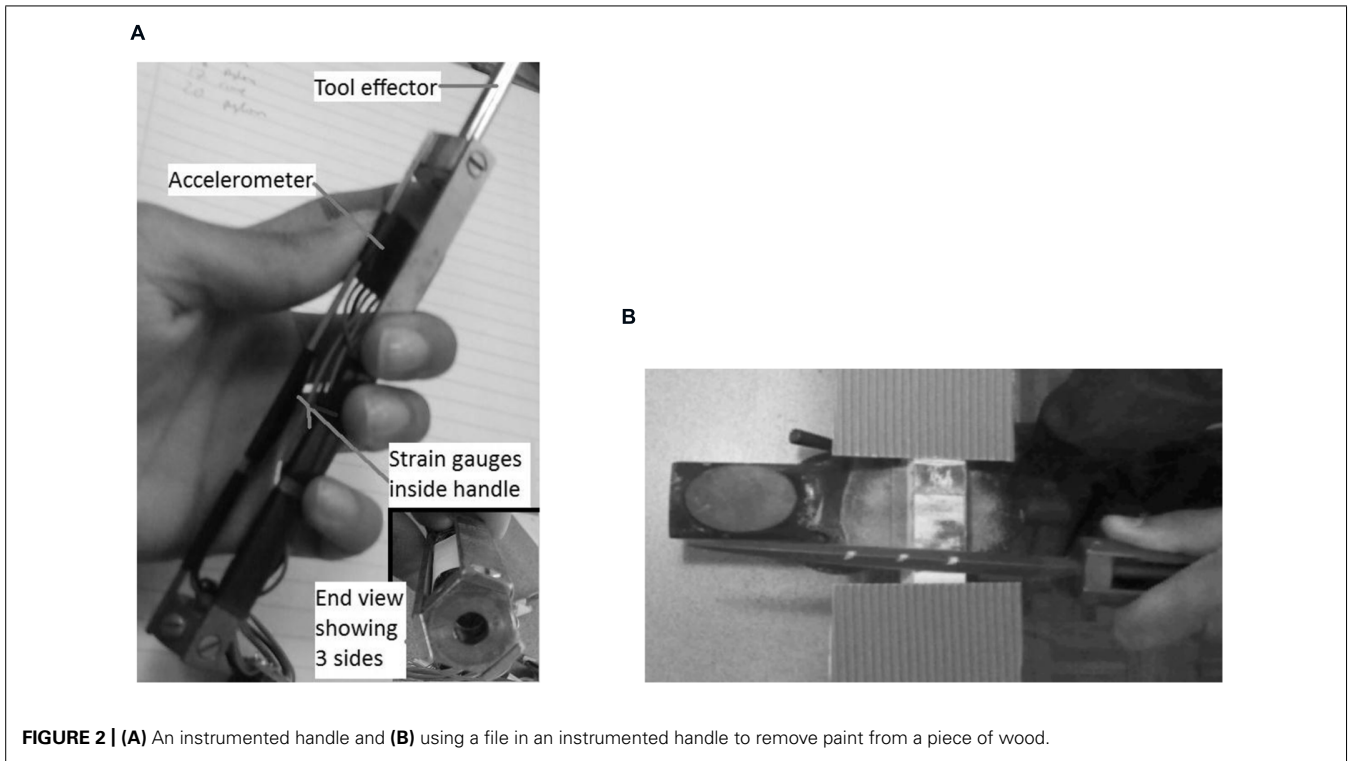 A
Tool effector
Accelerometer
Strain gauges
inside handle
End view
showing
3 sides
B
FIGURE 2 | (A) An instrumented handle and (B) using a file in an instrumented handle to remove paint from a piece of wood.